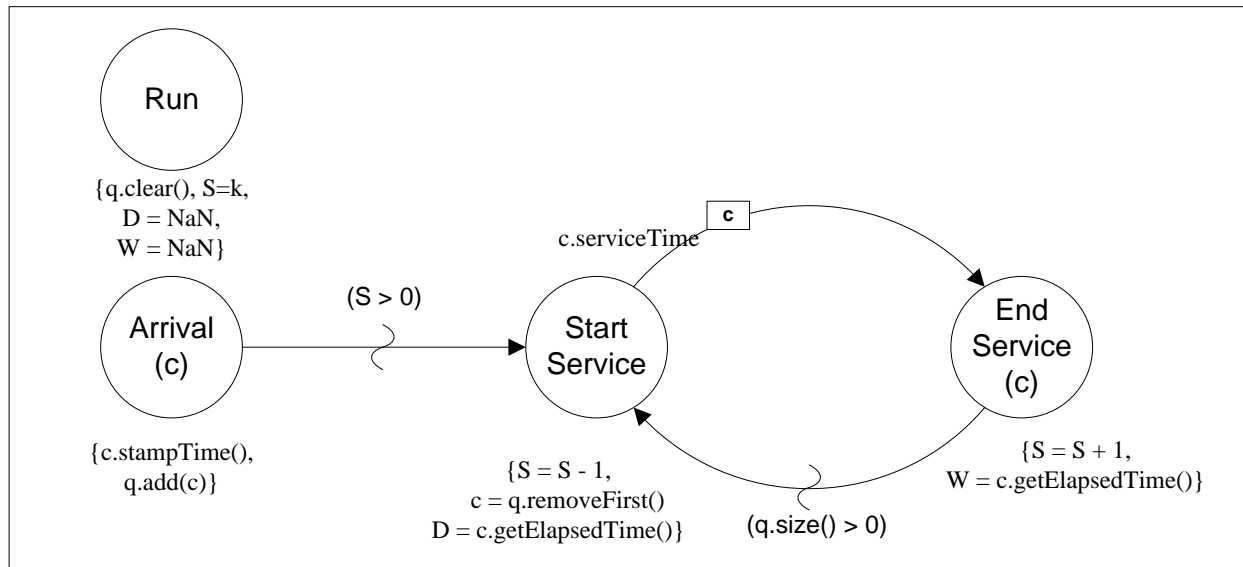 Run
{q.clear(), S=k,
D = NaN,
W = NaN}
c
c.serviceTime
(S > 0)
Arrival
(c)
Start
Service
End
Service
(c)
{c.stampTime(),
q.add(c)}
{S = S - 1,
c = q.removeFirst()
D = c.getElapsedTime()}
(q.size() > 0)
{S = S + 1,
W = c.getElapsedTime()}